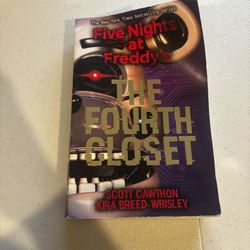 The New York Times bestselling series
Five Nights
at
Freddy's
THE
FOURTH
CLOSET
SCOTT CAWTHON
KIRA BREED-WRISLEY